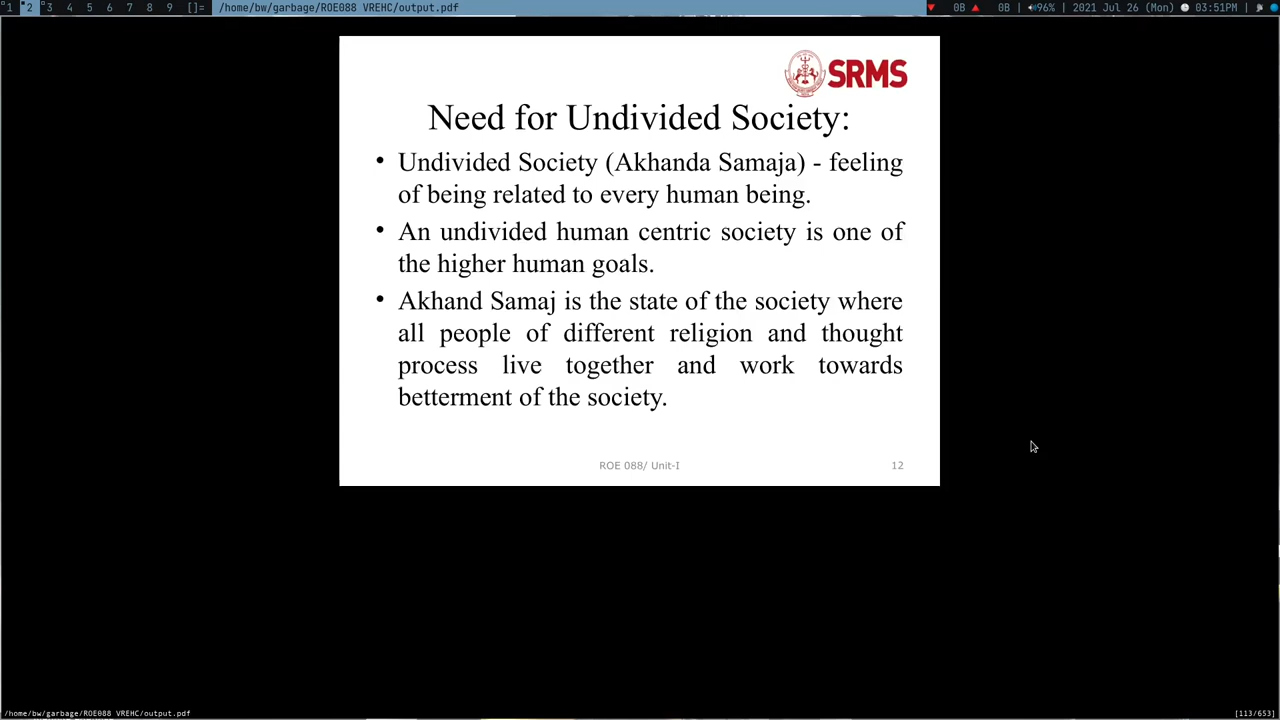 1 2 3 4 5 6 7 8 9 []= /home/bw/garbage/ROE088 VREHC/output.pdf 0B 0B | 96% | 2021 Jul 26 (Mon) 03:51PM |
SRMS
Need for Undivided Society:
• Undivided Society (Akhanda Samaja) - feeling
of being related to every human being.
• An undivided human centric society is one of
the higher human goals.
• Akhand Samaj is the state of the society where
all people of different religion and thought
process live together and work towards
betterment of the society.
ROE 088/ Unit-I 12
/home/bw/garbage/ROE088 VREHC/output.pdf [113/653]